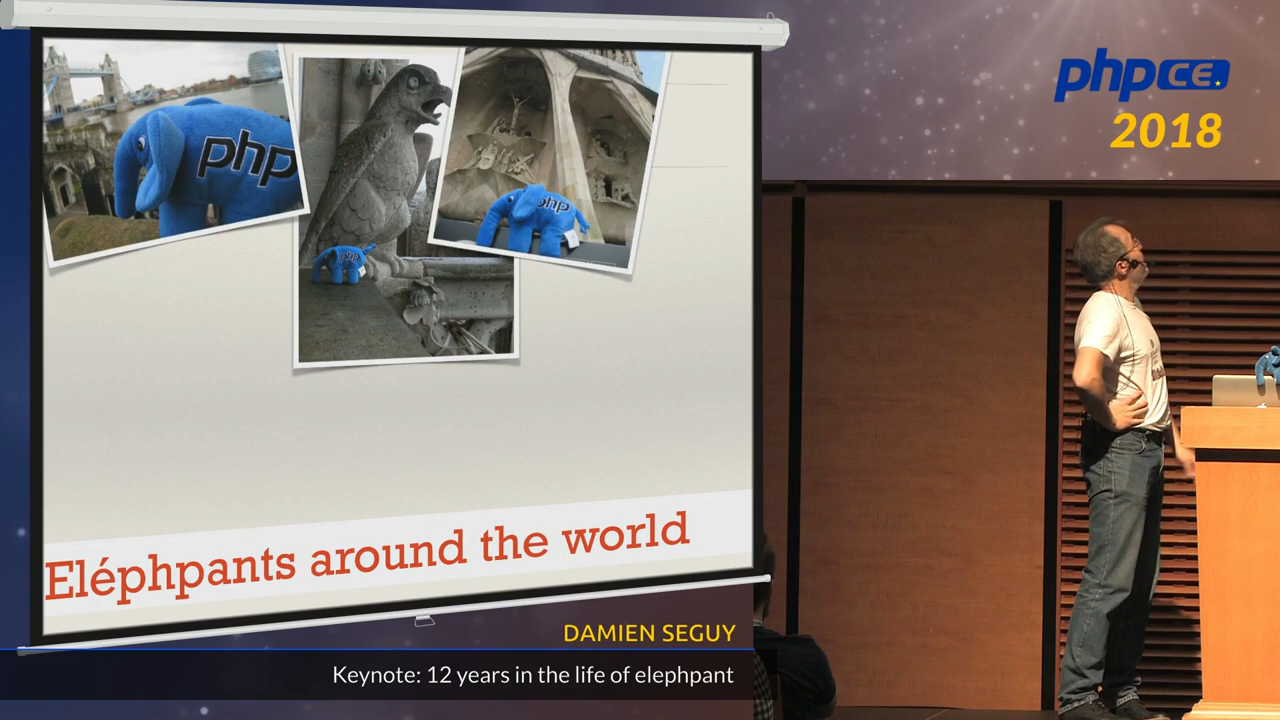 php
php
php
Eléphpants around the world
phpCE
2018
DAMIEN SEGUY
Keynote: 12 years in the life of elephpant